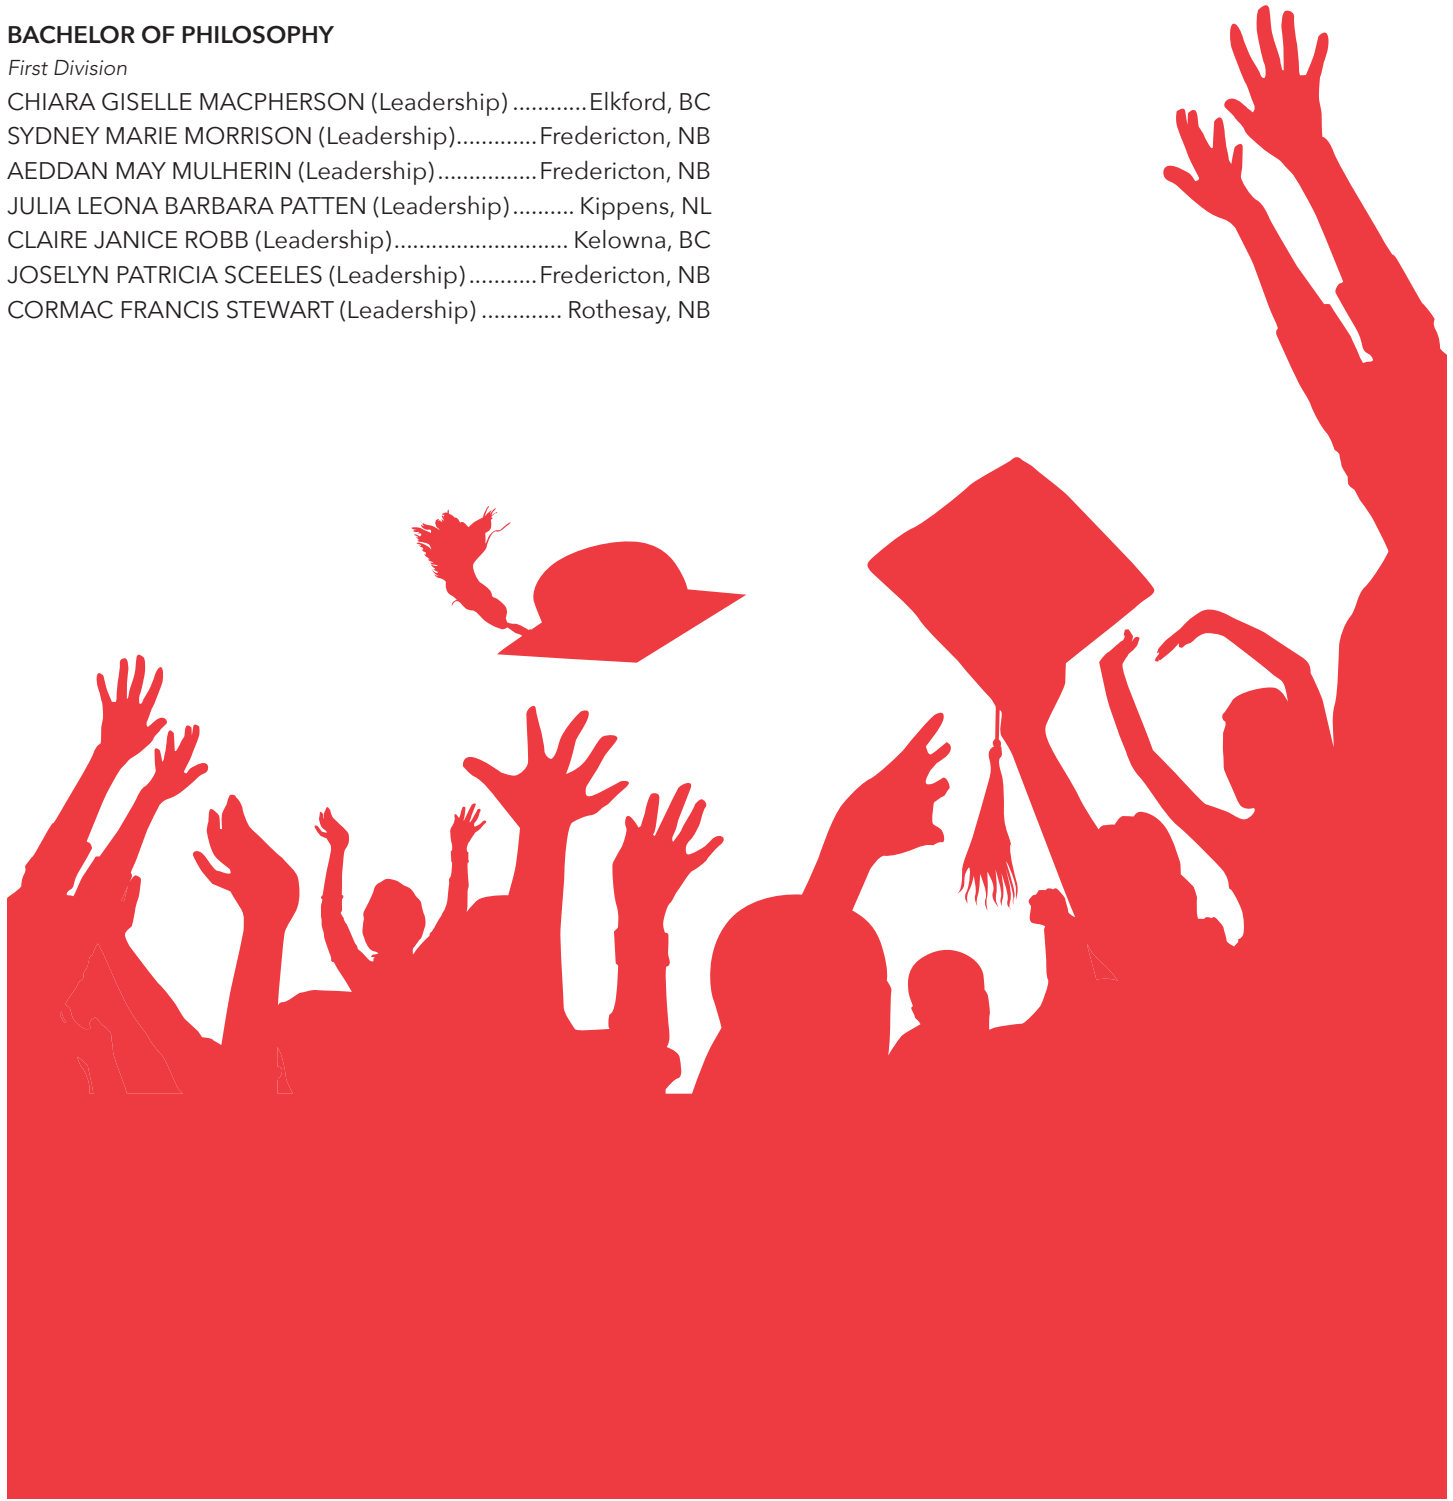 BACHELOR OF PHILOSOPHY
First Division
CHIARA GISELLE MACPHERSON (Leadership) ............Elkford, BC
SYDNEY MARIE MORRISON (Leadership).............Fredericton, NB
AEDDAN MAY MULHERIN (Leadership)................Fredericton, NB
JULIA LEONA BARBARA PATTEN (Leadership).......... Kippens, NL
CLAIRE JANICE ROBB (Leadership)............................ Kelowna, BC
JOSELYN PATRICIA SCEELES (Leadership)...........Fredericton, NB
CORMAC FRANCIS STEWART (Leadership) ............. Rothesay, NB